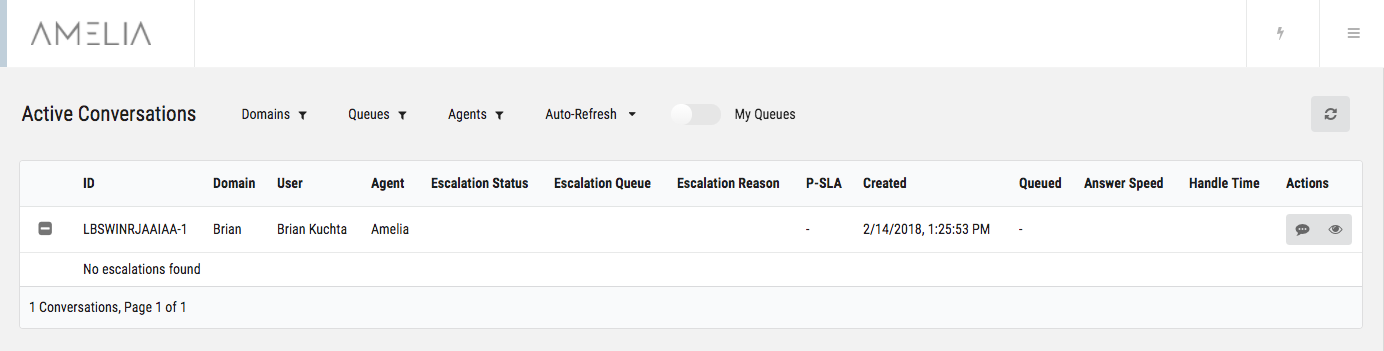 AMELIA
Active Conversations Domains Queues Agents Auto-Refresh My Queues
ID Domain User Agent Escalation Status Escalation Queue Escalation Reason P-SLA Created Queued Answer Speed Handle Time Actions
LBSWINRJAAIAA-1 Brian Brian Kuchta Amelia - 2/14/2018, 1:25:53 PM -
No escalations found
1 Conversations, Page 1 of 1